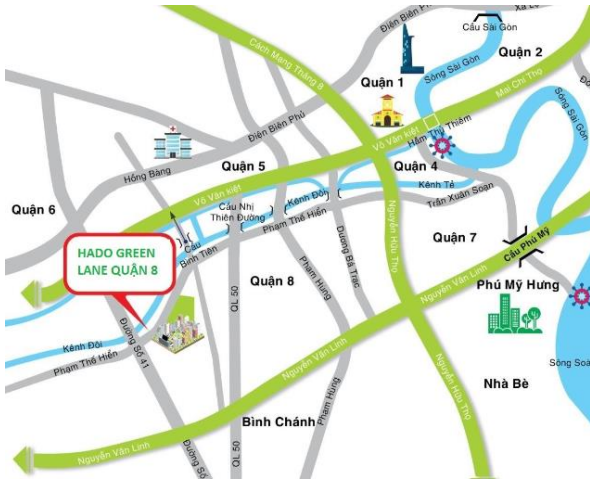 Điện Biên Phủ
Xa Lộ
Cầu Sài Gòn
Quận 2
Cách Mạng Tháng 8
Quận 1
Sông Sài Gòn
Mai Chí Thọ
Sông Sài Gòn
Điện Biên Phủ
Võ Văn kiệt
Hầm Thủ Thiêm
Hồng Bàng
Quận 5
Quận 4
Võ Văn kiệt
Kênh Đôi
Kênh Tẻ
Cầu Nhị
Thiên Đường
Trần Xuân Soạn
Quận 6
Phạm Thế Hiển
Cầu
Bình Tiên
Nguyễn Hữu Thọ
Quận 7
Cầu Phú Mỹ
HADO GREEN
LANE QUẬN 8
Dương Bá Trạc
Quận 8
Phạm Hùng
QL 50
Nguyễn Văn Linh
Phú Mỹ Hưng
Đường Số 41
Kênh Đôi
Phạm Thế Hiển
Nguyễn Văn Linh
Phạm Hùng
Nguyễn Hữu Thọ
Nhà Bè
Sông Soà
Bình Chánh
Nguyễn Văn Linh
Đường Số
QL 50